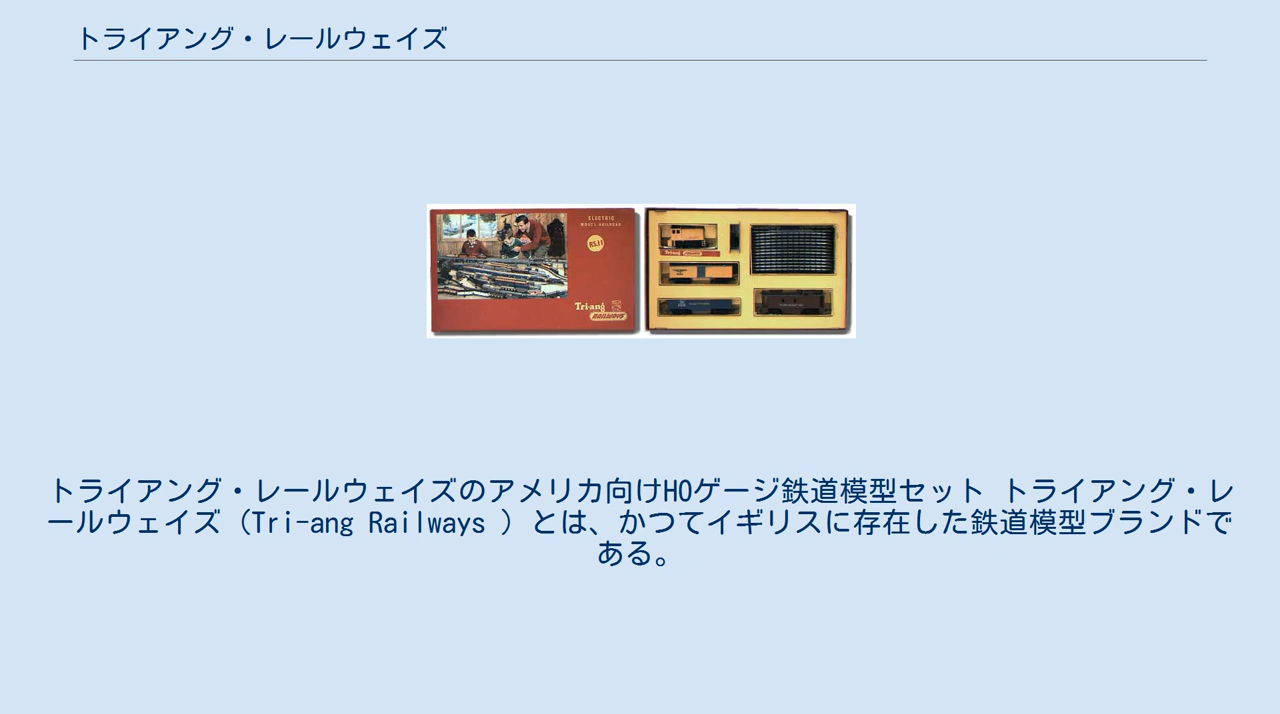 トライアング・レールウェイズ
ELECTRIC
MODEL RAILROAD
RS.11
Tri-ang
RAILWAYS
Tri-ang
トライアング・レールウェイズのアメリカ向けHOゲージ鉄道模型セット トライアング・レ
ールウェイズ（Tri-ang Railways ）とは、かつてイギリスに存在した鉄道模型ブランドで
ある。